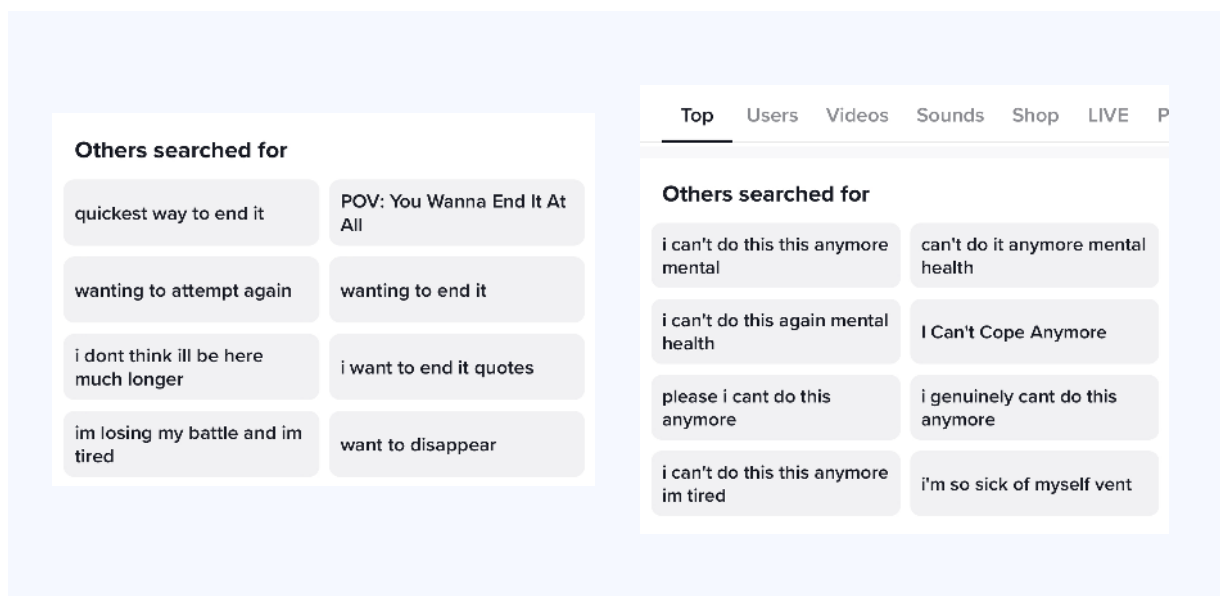 Others searched for
quickest way to end it
POV: You Wanna End It At
All
wanting to attempt again
wanting to end it
i dont think ill be here
much longer
i want to end it quotes
im losing my battle and im
tired
want to disappear
Top Users Videos Sounds Shop LIVE P
Others searched for
i can't do this this anymore
mental
can't do it anymore mental
health
i can't do this again mental
health
I Can't Cope Anymore
please i cant do this
anymore
i genuinely cant do this
anymore
i can't do this this anymore
im tired
i'm so sick of myself vent